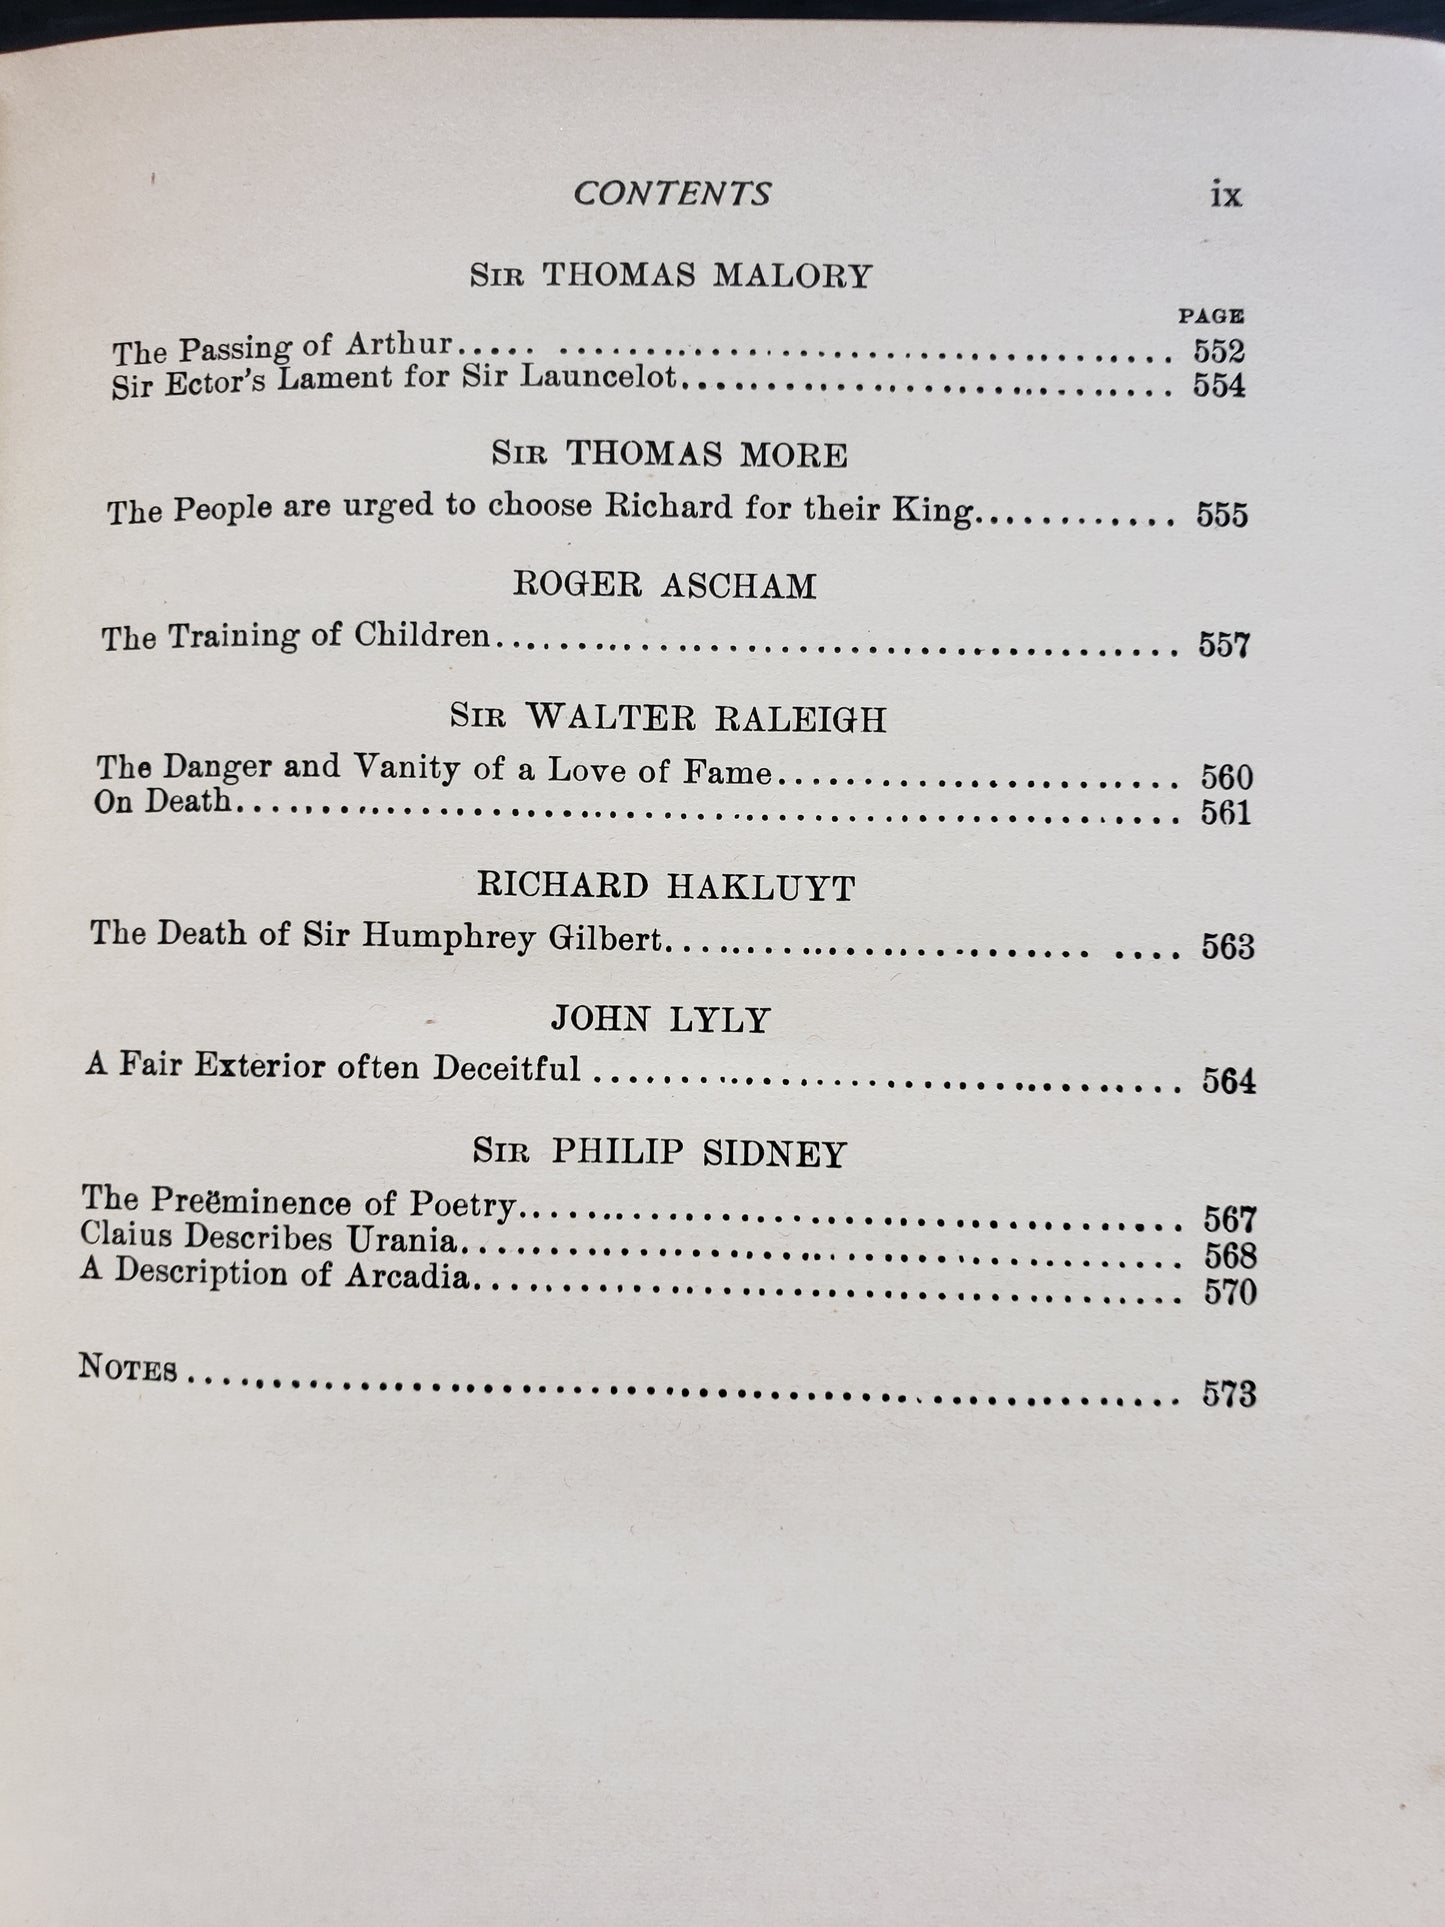 CONTENTS ix
Sir THOMAS MALORY
PAGE
The Passing of Arthur..... .................................... 552
Sir Ector's Lament for Sir Launcelot............................. 554
Sir THOMAS MORE
The People are urged to choose Richard for their King............ 555
ROGER ASCHAM
The Training of Children........................................ 557
Sir WALTER RALEIGH
The Danger and Vanity of a Love of Fame........................ 560
On Death...................................................... 561
RICHARD HAKLUYT
The Death of Sir Humphrey Gilbert......................... .... 563
JOHN LYLY
A Fair Exterior often Deceitful .................................. 564
Sir PHILIP SIDNEY
The Preëminence of Poetry...................................... 567
Claius Describes Urania......................................... 568
A Description of Arcadia........................................ 570
Notes ........................................................ 573